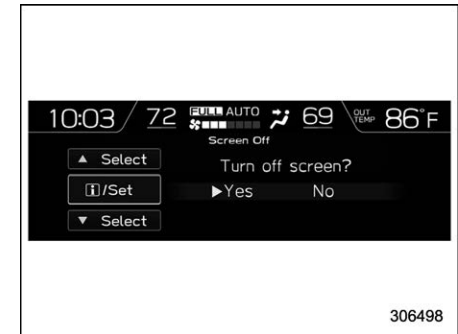 10:03 72 FULL AUTO 69 OUT TEMP 86°F
Screen Off
▲ Select
Turn off screen?
i/Set
▶Yes No
▼ Select
306498